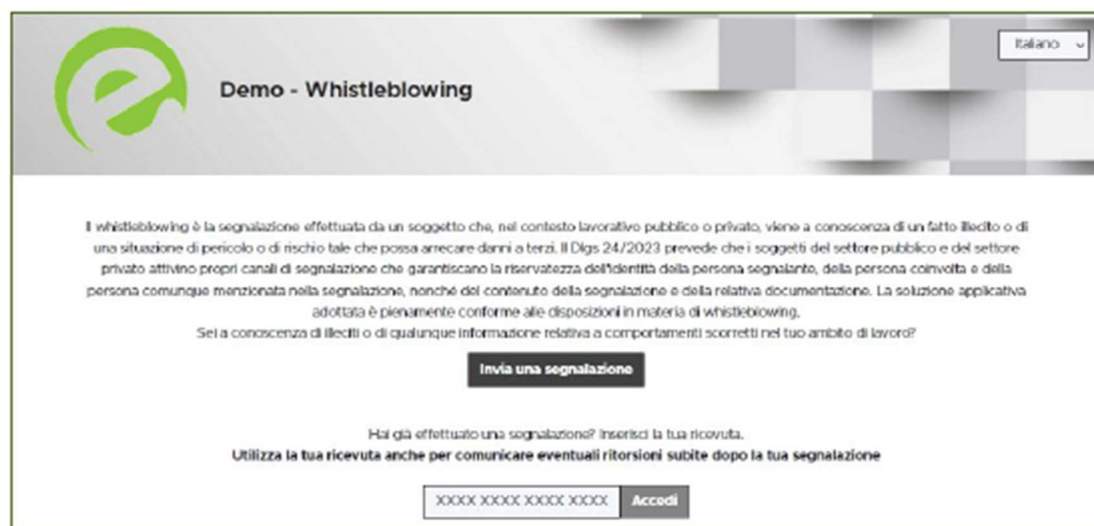 Italiano
Demo - Whistleblowing
Il whistleblowing è la segnalazione effettuata da un soggetto che, nel contesto lavorativo pubblico o privato, viene a conoscenza di un fatto illecito o di
una situazione di pericolo o di rischio tale che possa arrecare danni a terzi. Il Dlgs 24/2023 prevede che i soggetti del settore pubblico e del settore
privato attivino propri canali di segnalazione che garantiscano la riservatezza dell'identità della persona segnalante, della persona coinvolta e della
persona comunque menzionata nella segnalazione, nonché del contenuto della segnalazione e della relativa documentazione. La soluzione applicativa
adottata è pienamente conforme alle disposizioni in materia di whistleblowing.
Sei a conoscenza di illeciti o di qualunque informazione relativa a comportamenti scorretti nel tuo ambito di lavoro?
Invia una segnalazione
Hai già effettuato una segnalazione? Inserisci la tua ricevuta.
Utilizza la tua ricevuta anche per comunicare eventuali ritorsioni subite dopo la tua segnalazione
XXXX XXXX XXXX XXXX Accedi